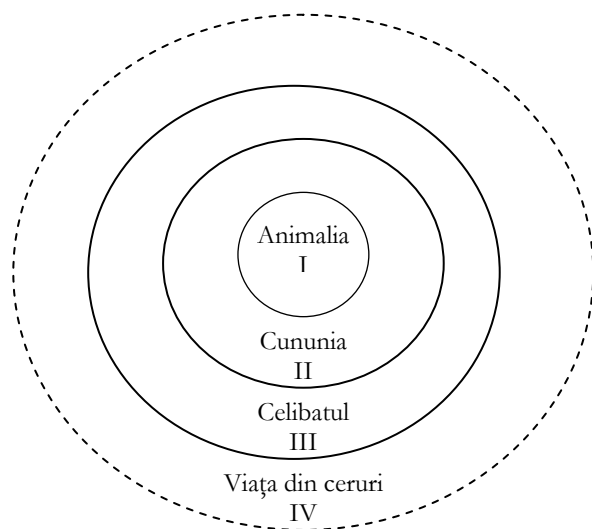 Animalia
I
Cununia
II
Celibatul
III
Viața din ceruri
IV